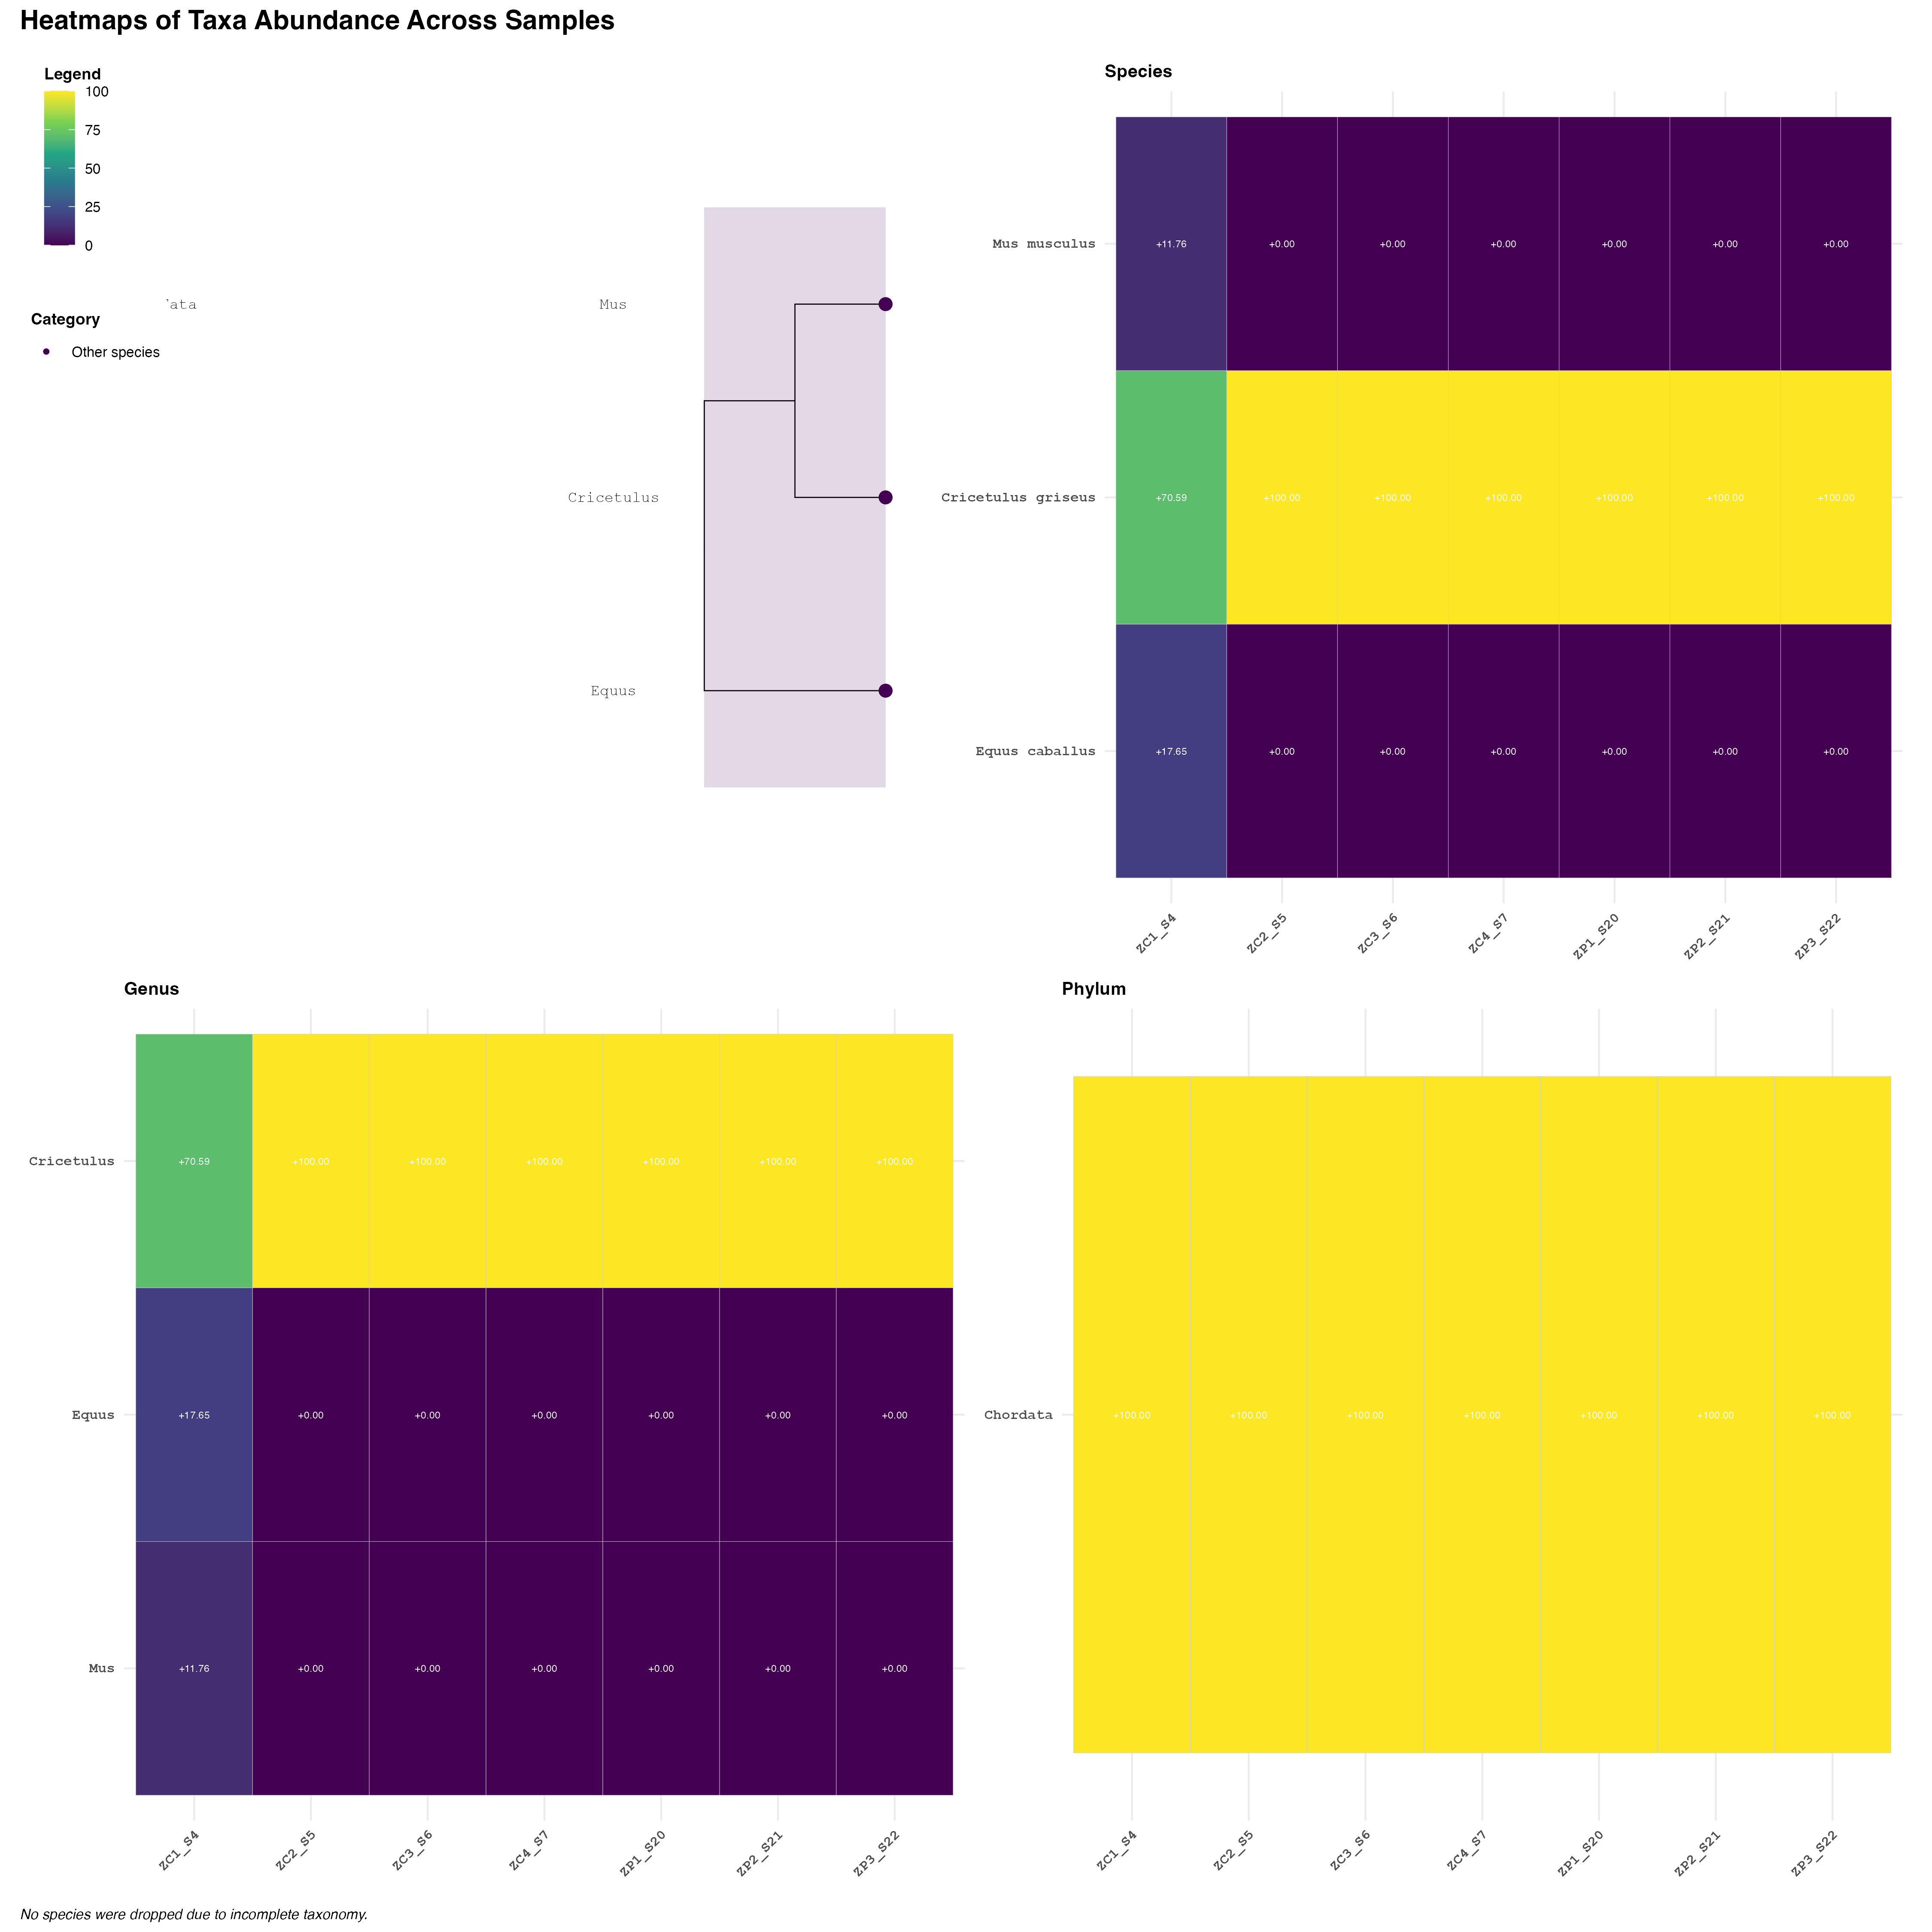 Heatmaps of Taxa Abundance Across Samples
Legend
100
75
50
25
0
Category
Other species
Mus
Cricetulus
Equus
Species
Mus musculus
+11.76 +0.00 +0.00 +0.00 +0.00 +0.00 +0.00
Cricetulus griseus
+70.59 +100.00 +100.00 +100.00 +100.00 +100.00 +100.00
Equus caballus
+17.65 +0.00 +0.00 +0.00 +0.00 +0.00 +0.00
ZC1_S4 ZC2_S5 ZC3_S6 ZC4_S7 ZP1_S20 ZP2_S21 ZP3_S22
Genus
Cricetulus
+70.59 +100.00 +100.00 +100.00 +100.00 +100.00 +100.00
Equus
+17.65 +0.00 +0.00 +0.00 +0.00 +0.00 +0.00
Mus
+11.76 +0.00 +0.00 +0.00 +0.00 +0.00 +0.00
ZC1_S4 ZC2_S5 ZC3_S6 ZC4_S7 ZP1_S20 ZP2_S21 ZP3_S22
Phylum
Chordata
+100.00 +100.00 +100.00 +100.00 +100.00 +100.00 +100.00
ZC1_S4 ZC2_S5 ZC3_S6 ZC4_S7 ZP1_S20 ZP2_S21 ZP3_S22
No species were dropped due to incomplete taxonomy.